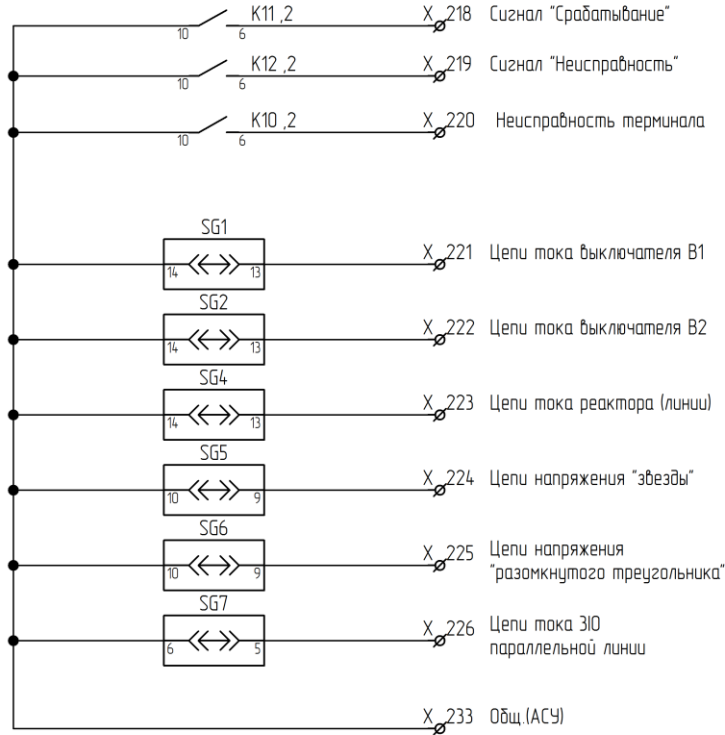 K11 ,2 X 218 Сигнал "Срабатывание"
10 6
K12 ,2 X 219 Сигнал "Неисправность"
10 6
K10 ,2 X 220 Неисправность терминала
10 6
SG1
14 13 X 221 Цепи тока выключателя В1
SG2
14 13 X 222 Цепи тока выключателя В2
SG4
14 13 X 223 Цепи тока реактора (линии)
SG5
10 9 X 224 Цепи напряжения "звезды"
SG6
10 9 X 225 Цепи напряжения
"разомкнутого треугольника"
SG7
6 5 X 226 Цепи тока 3I0
параллельной линии
X 233 Общ.(АСУ)